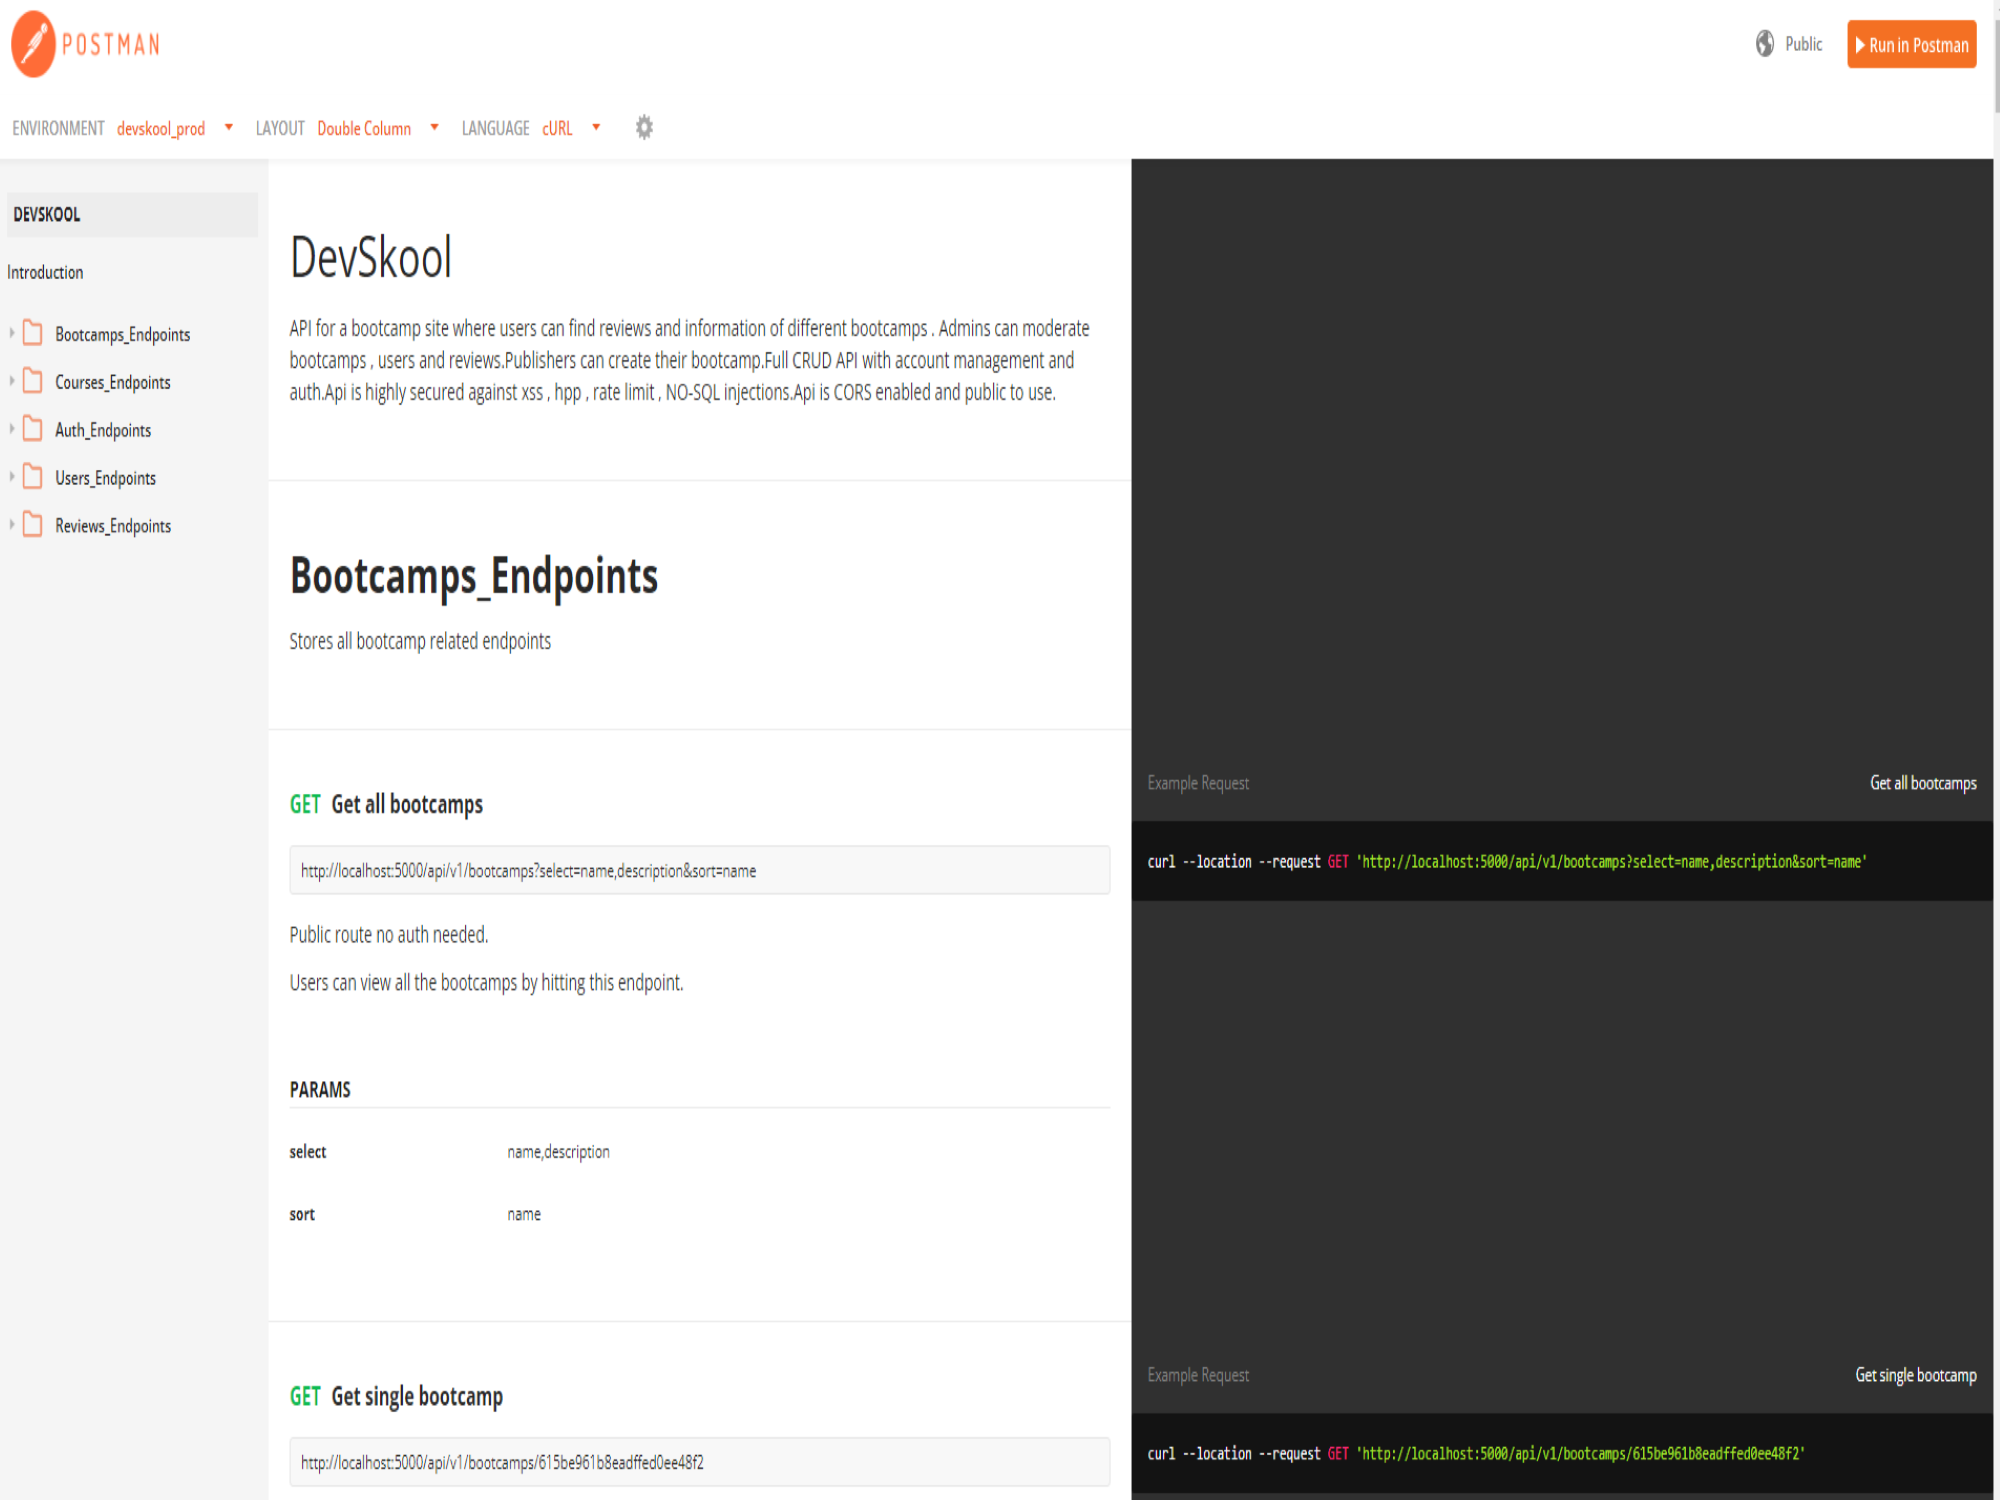 POSTMAN
Public
Run in Postman
ENVIRONMENT devskool_prod LAYOUT Double Column LANGUAGE cURL
DEVSKOOL
Introduction
Bootcamps_Endpoints
Courses_Endpoints
Auth_Endpoints
Users_Endpoints
Reviews_Endpoints
DevSkool
API for a bootcamp site where users can find reviews and information of different bootcamps . Admins can moderate
bootcamps , users and reviews.Publishers can create their bootcamp.Full CRUD API with account management and
auth.Api is highly secured against xss , hpp , rate limit , NO-SQL injections.Api is CORS enabled and public to use.
Bootcamps_Endpoints
Stores all bootcamp related endpoints
GET Get all bootcamps
http://localhost:5000/api/v1/bootcamps?select=name,description&sort=name
Public route no auth needed.
Users can view all the bootcamps by hitting this endpoint.
PARAMS
select name,description
sort name
Example Request Get all bootcamps
curl --location --request GET 'http://localhost:5000/api/v1/bootcamps?select=name,description&sort=name'
GET Get single bootcamp
http://localhost:5000/api/v1/bootcamps/615be961b8eadffed0ee48f2
Example Request Get single bootcamp
curl --location --request GET 'http://localhost:5000/api/v1/bootcamps/615be961b8eadffed0ee48f2'